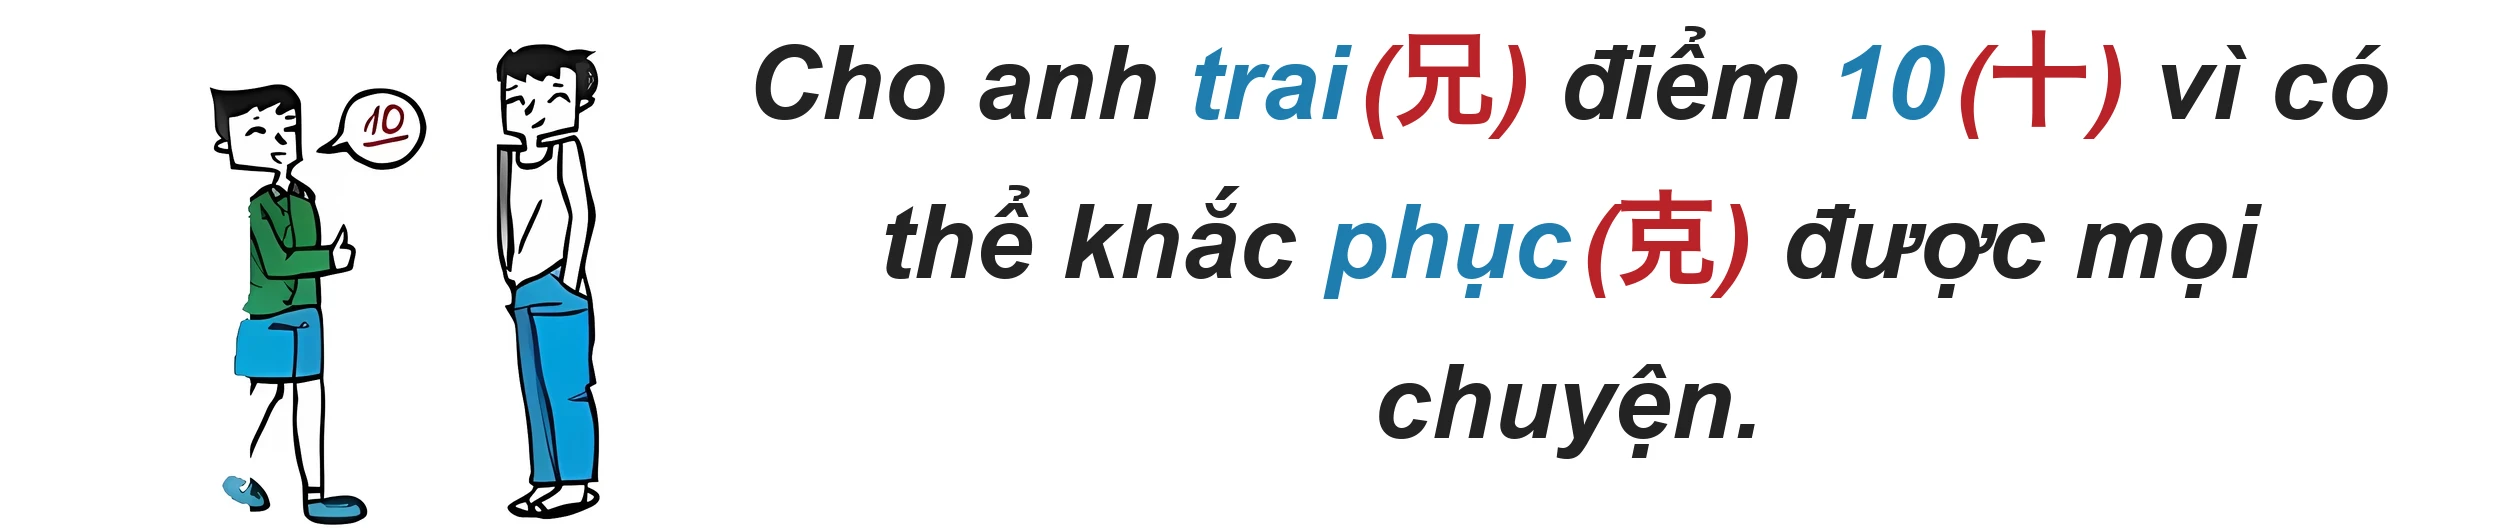 10
Cho anh trai(兄) điểm 10(十) vì có
thể khắc phục(克) được mọi
chuyện.